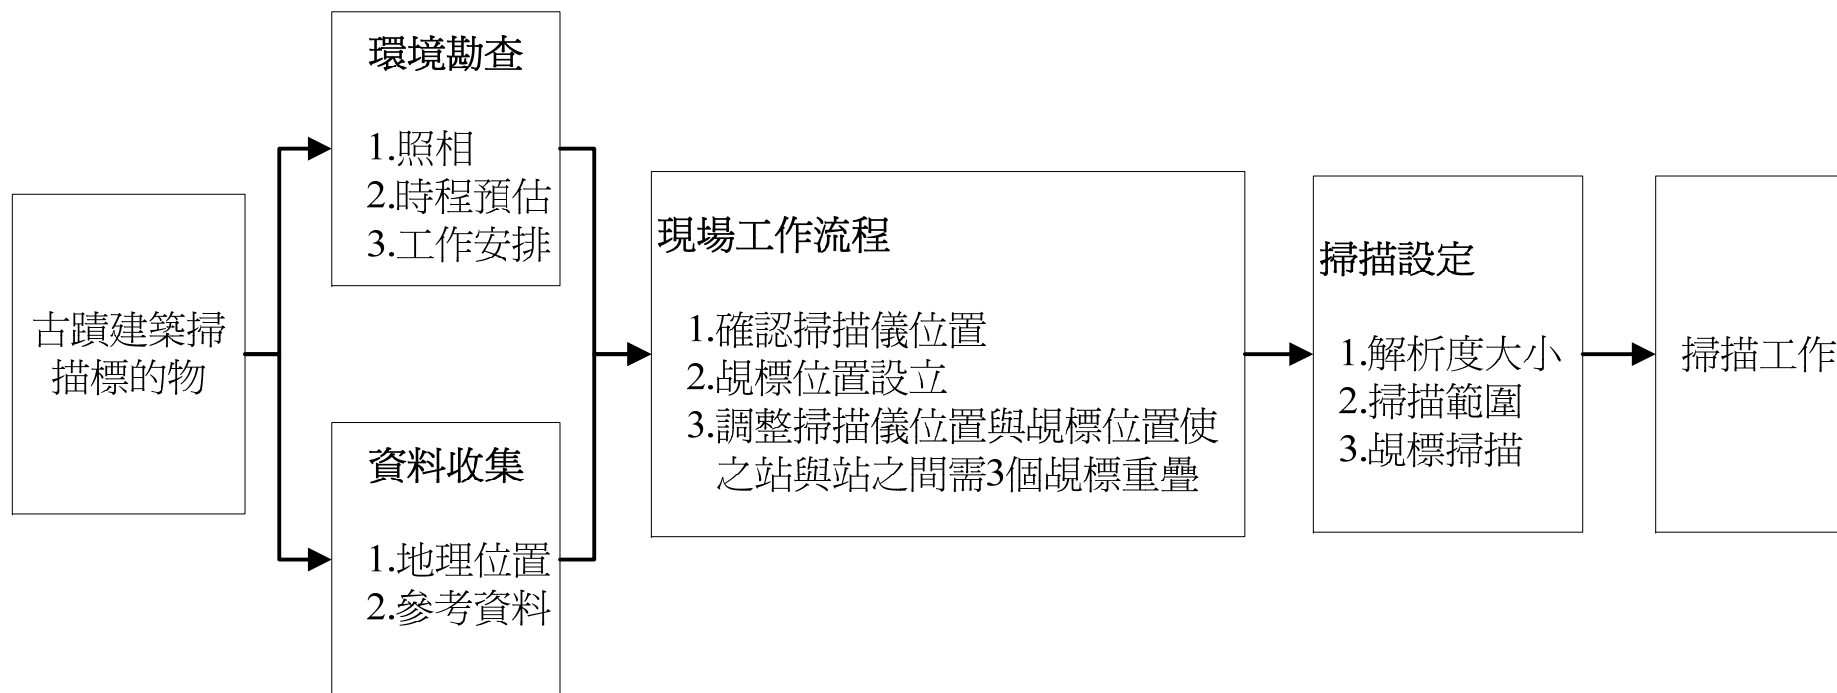 古蹟建築掃
描標的物
環境勘查
1.照相
2.時程預估
3.工作安排
資料收集
1.地理位置
2.參考資料
現場工作流程
1.確認掃描儀位置
2.覘標位置設立
3.調整掃描儀位置與覘標位置使
之站與站之間需3個覘標重疊
掃描設定
1.解析度大小
2.掃描範圍
3.覘標掃描
掃描工作